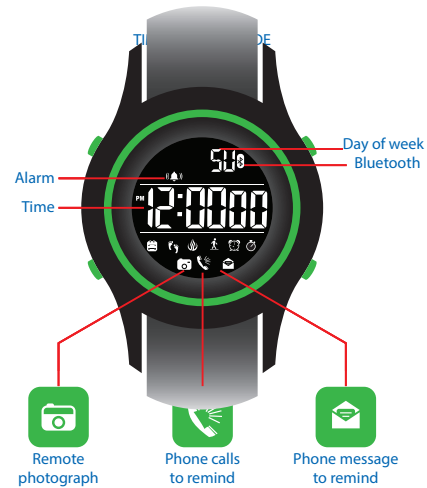 Day of week
SU
Bluetooth
Alarm
Time
PM
12:0000
Remote
photograph
Phone calls
to remind
Phone message
to remind